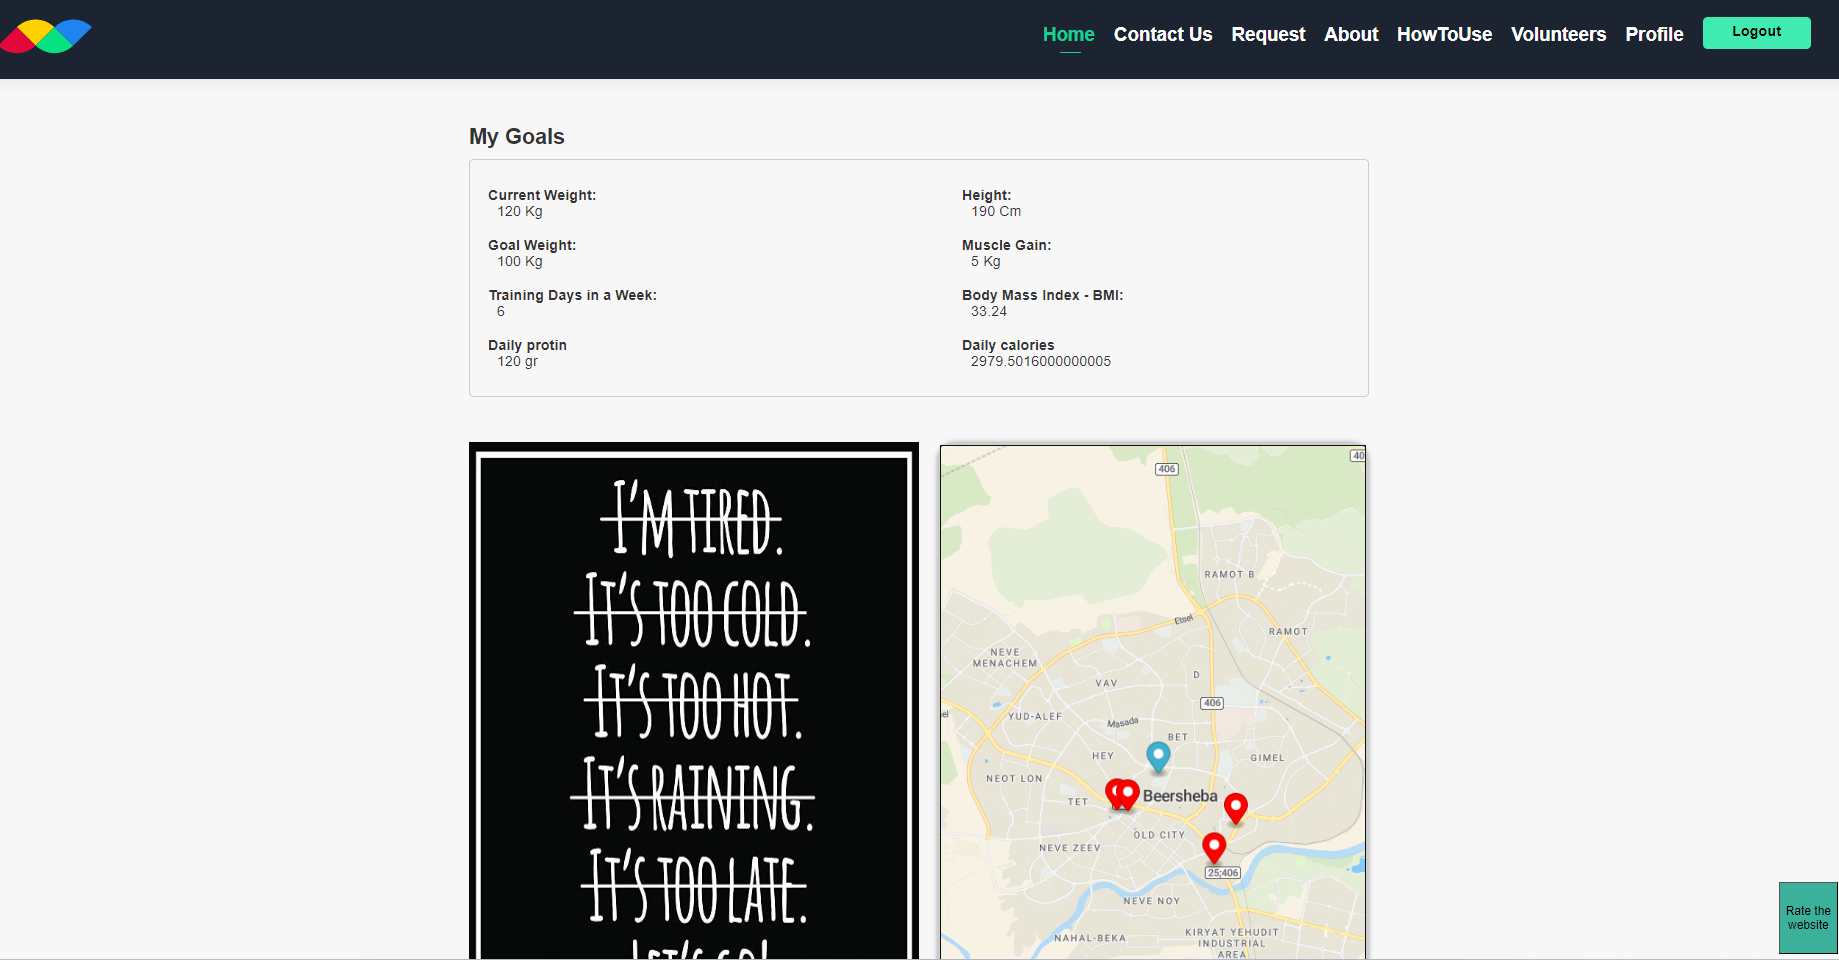 Home Contact Us Request About HowToUse Volunteers Profile Logout
My Goals
Current Weight:
120 Kg
Height:
190 Cm
Goal Weight:
100 Kg
Muscle Gain:
5 Kg
Training Days in a Week:
6
Body Mass Index - BMI:
33.24
Daily protin
120 gr
Daily calories
2979.5016000000005
I'M TIRED.
IT'S TOO COLD.
IT'S TOO HOT.
IT'S RAINING.
IT'S TOO LATE.
LET'S GO!
406
40
RAMOT B
Etsel
RAMOT
NEVE
MENACHEM
VAV
D
406
el
YUD-ALEF
Masada
BET
HEY
GIMEL
NEOT LON
TET
Beersheba
OLD CITY
NEVE ZEEV
25;406
NEVE NOY
NAHAL-BEKA
KIRYAT YEHUDIT
INDUSTRIAL
AREA
Rate the
website